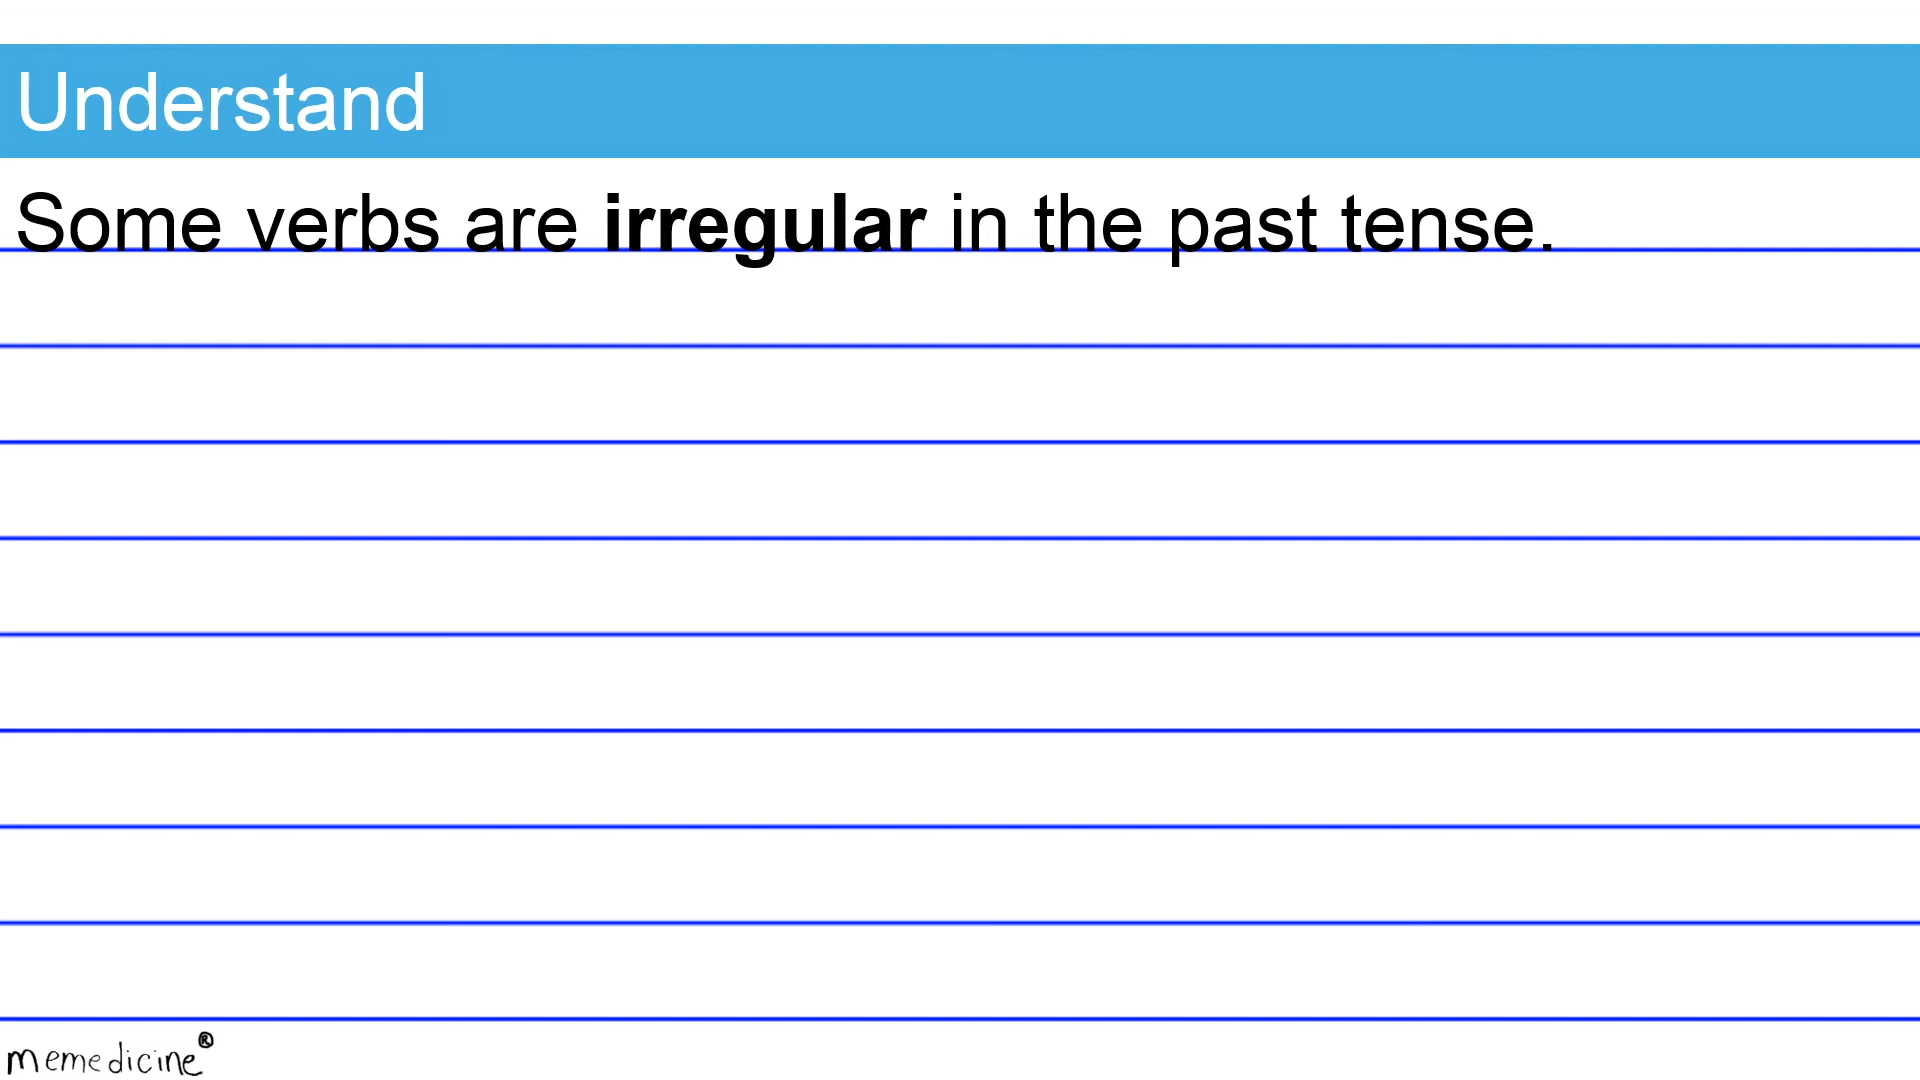 Understand
Some verbs are irregular in the past tense.
memedicine®